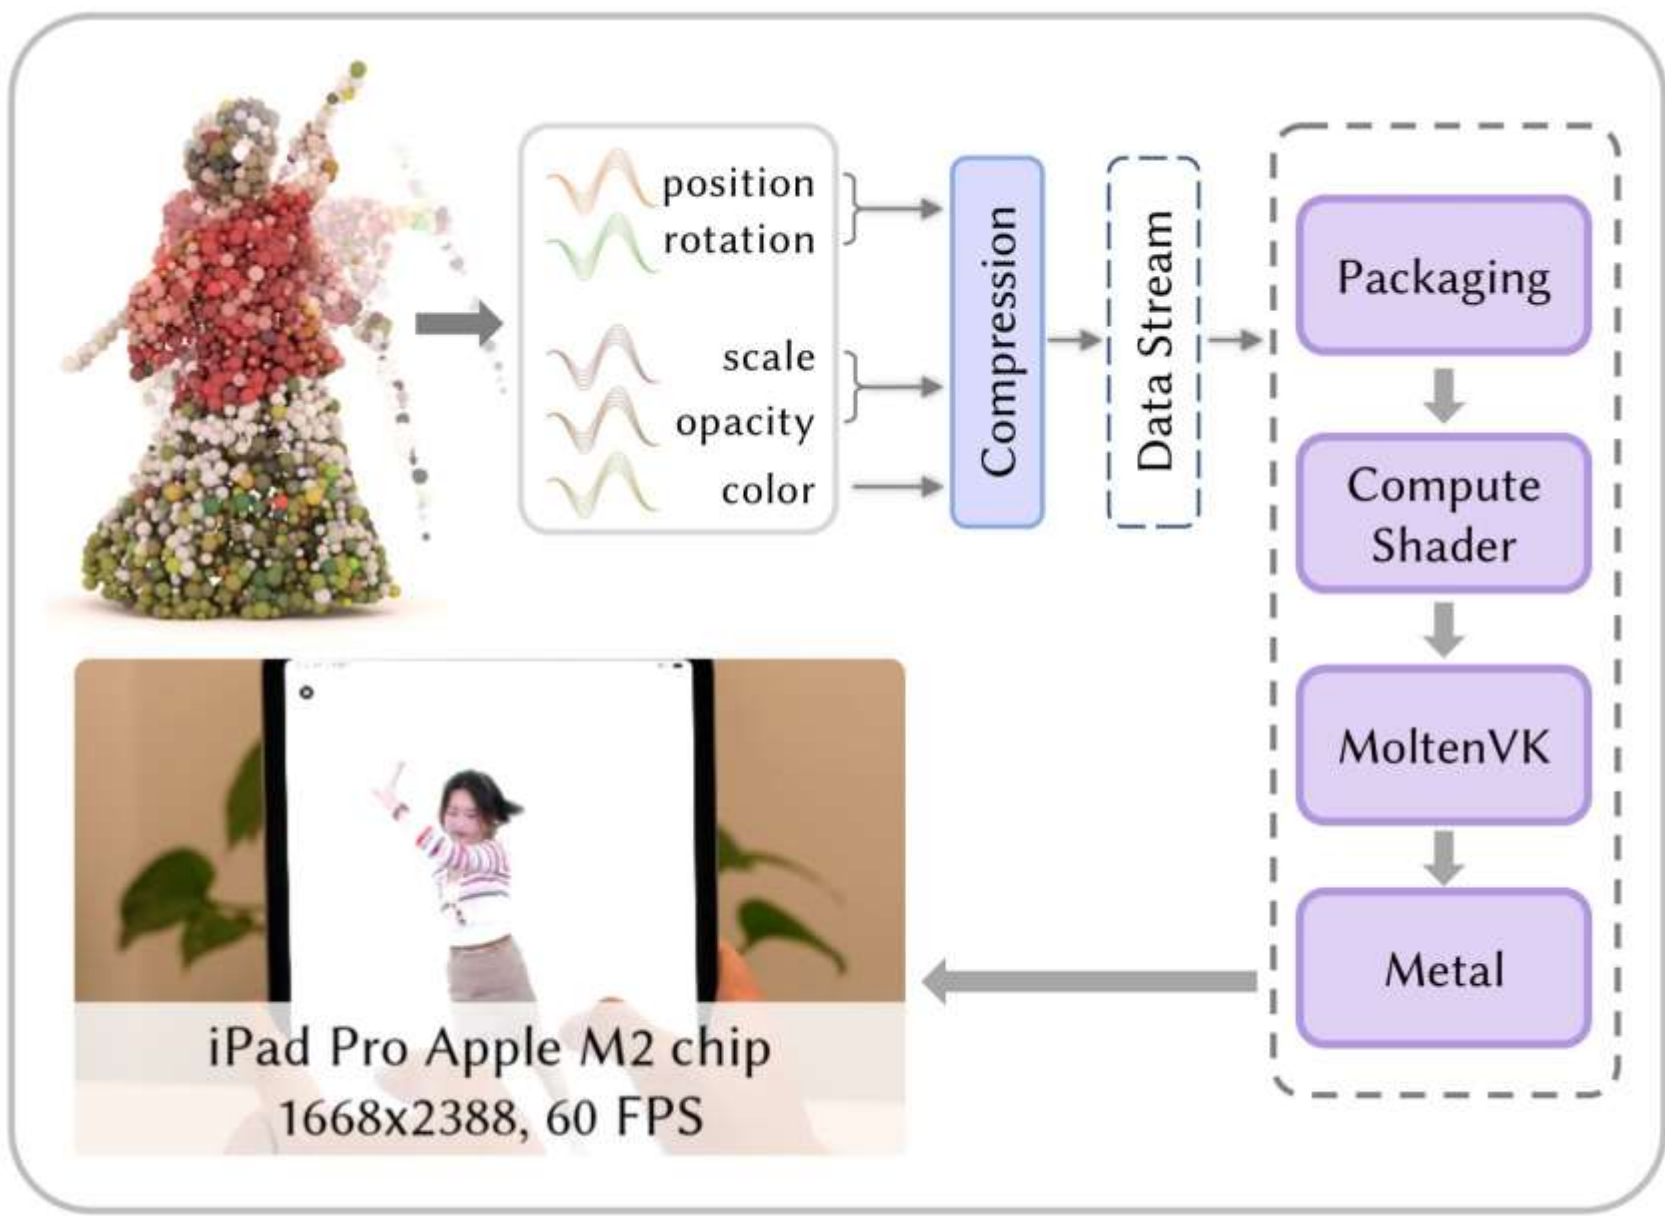 position
rotation
scale
opacity
color
Compression
Data Stream
Packaging
Compute
Shader
MoltenVK
Metal
iPad Pro Apple M2 chip
1668x2388, 60 FPS